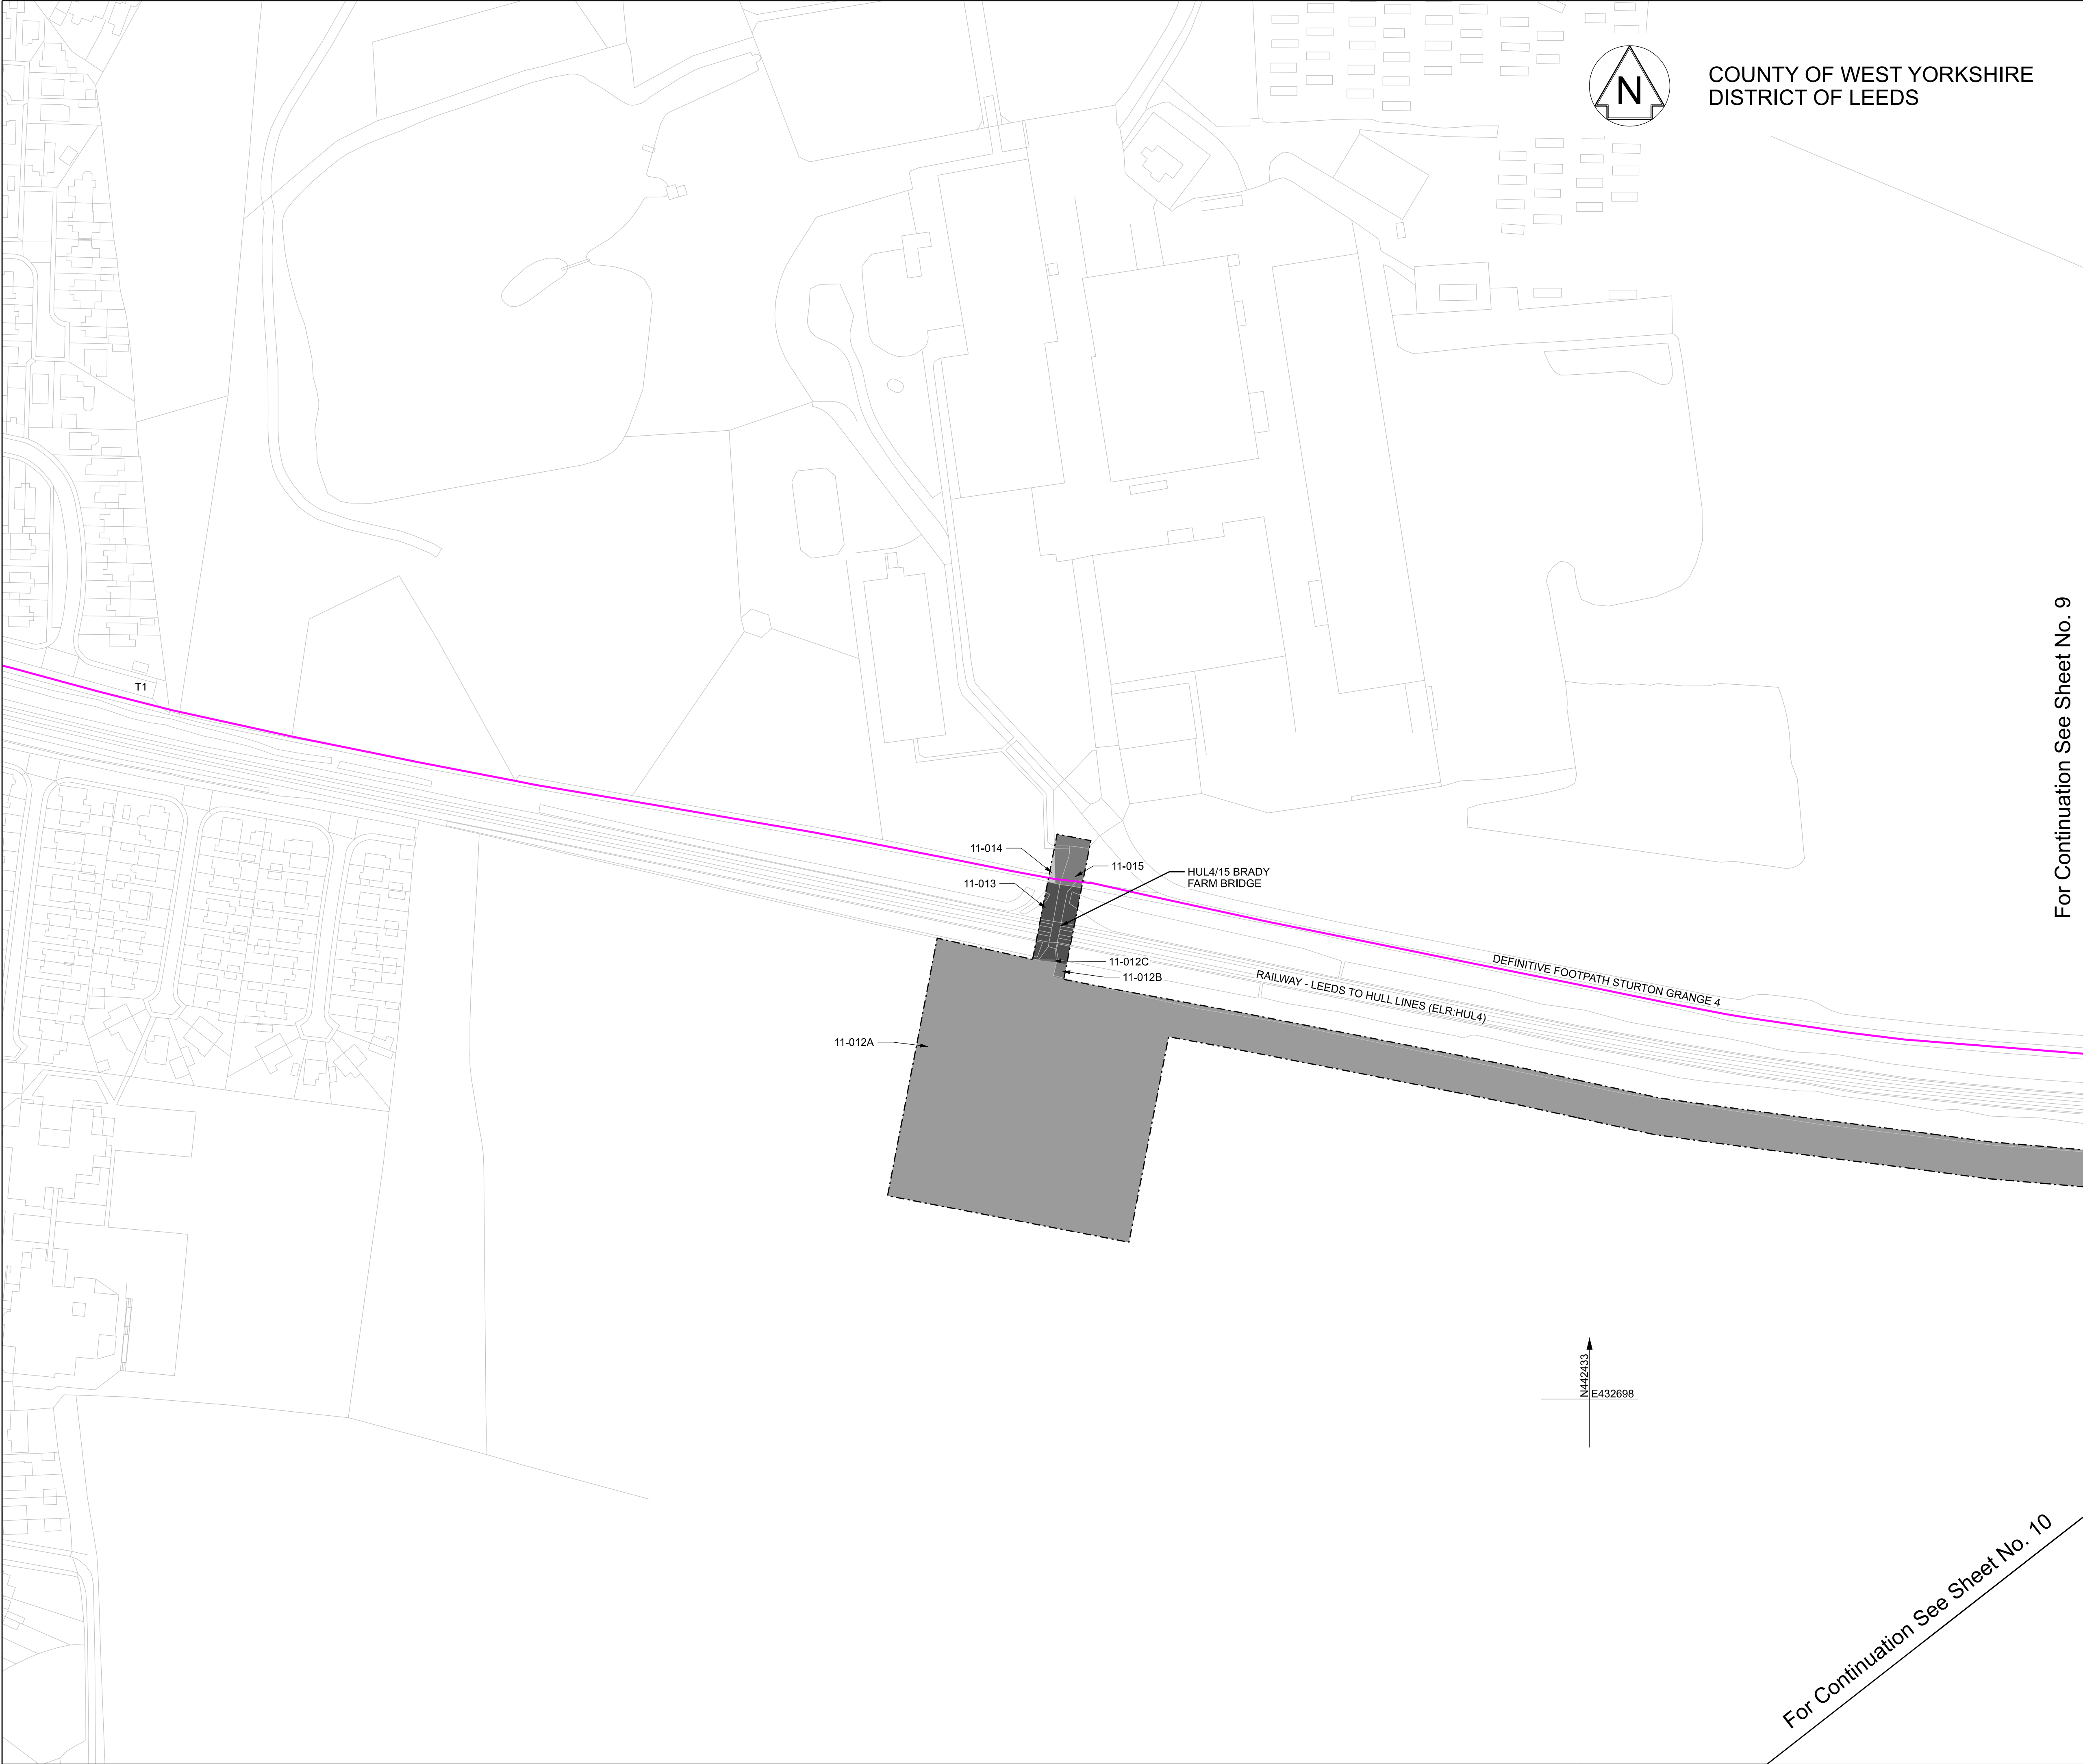 N
COUNTY OF WEST YORKSHIRE
DISTRICT OF LEEDS
For Continuation See Sheet No. 9
T1
11-014
11-015
HUL4/15 BRADY
FARM BRIDGE
11-013
11-012C
11-012B
DEFINITIVE FOOTPATH STURTON GRANGE 4
RAILWAY - LEEDS TO HULL LINES (ELR:HUL4)
11-012A
N442433
E432698
For Continuation See Sheet No. 10